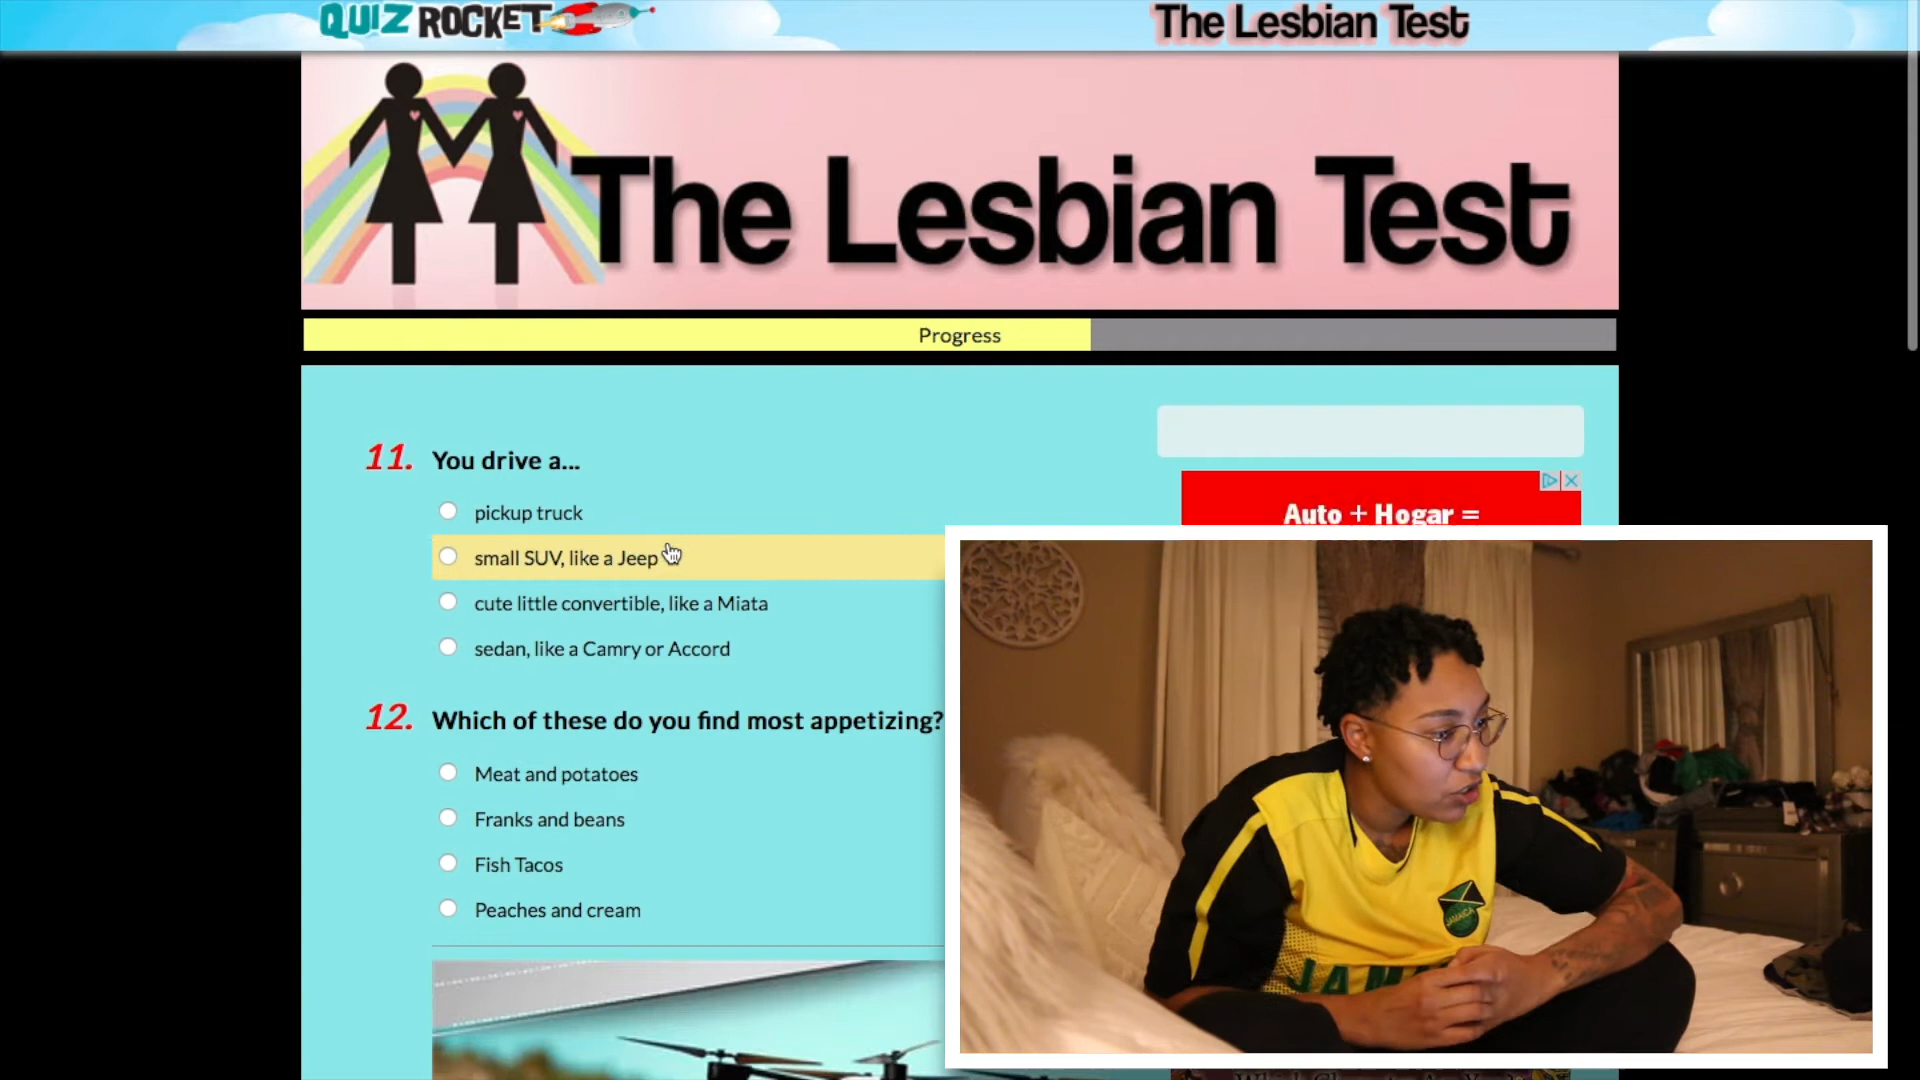 QUIZ ROCKET
The Lesbian Test
The Lesbian Test
Progress
11. You drive a...
pickup truck
small SUV, like a Jeep
cute little convertible, like a Miata
sedan, like a Camry or Accord
Auto + Hogar =
12. Which of these do you find most appetizing?
Meat and potatoes
Franks and beans
Fish Tacos
Peaches and cream
JAMAICA
JAMA